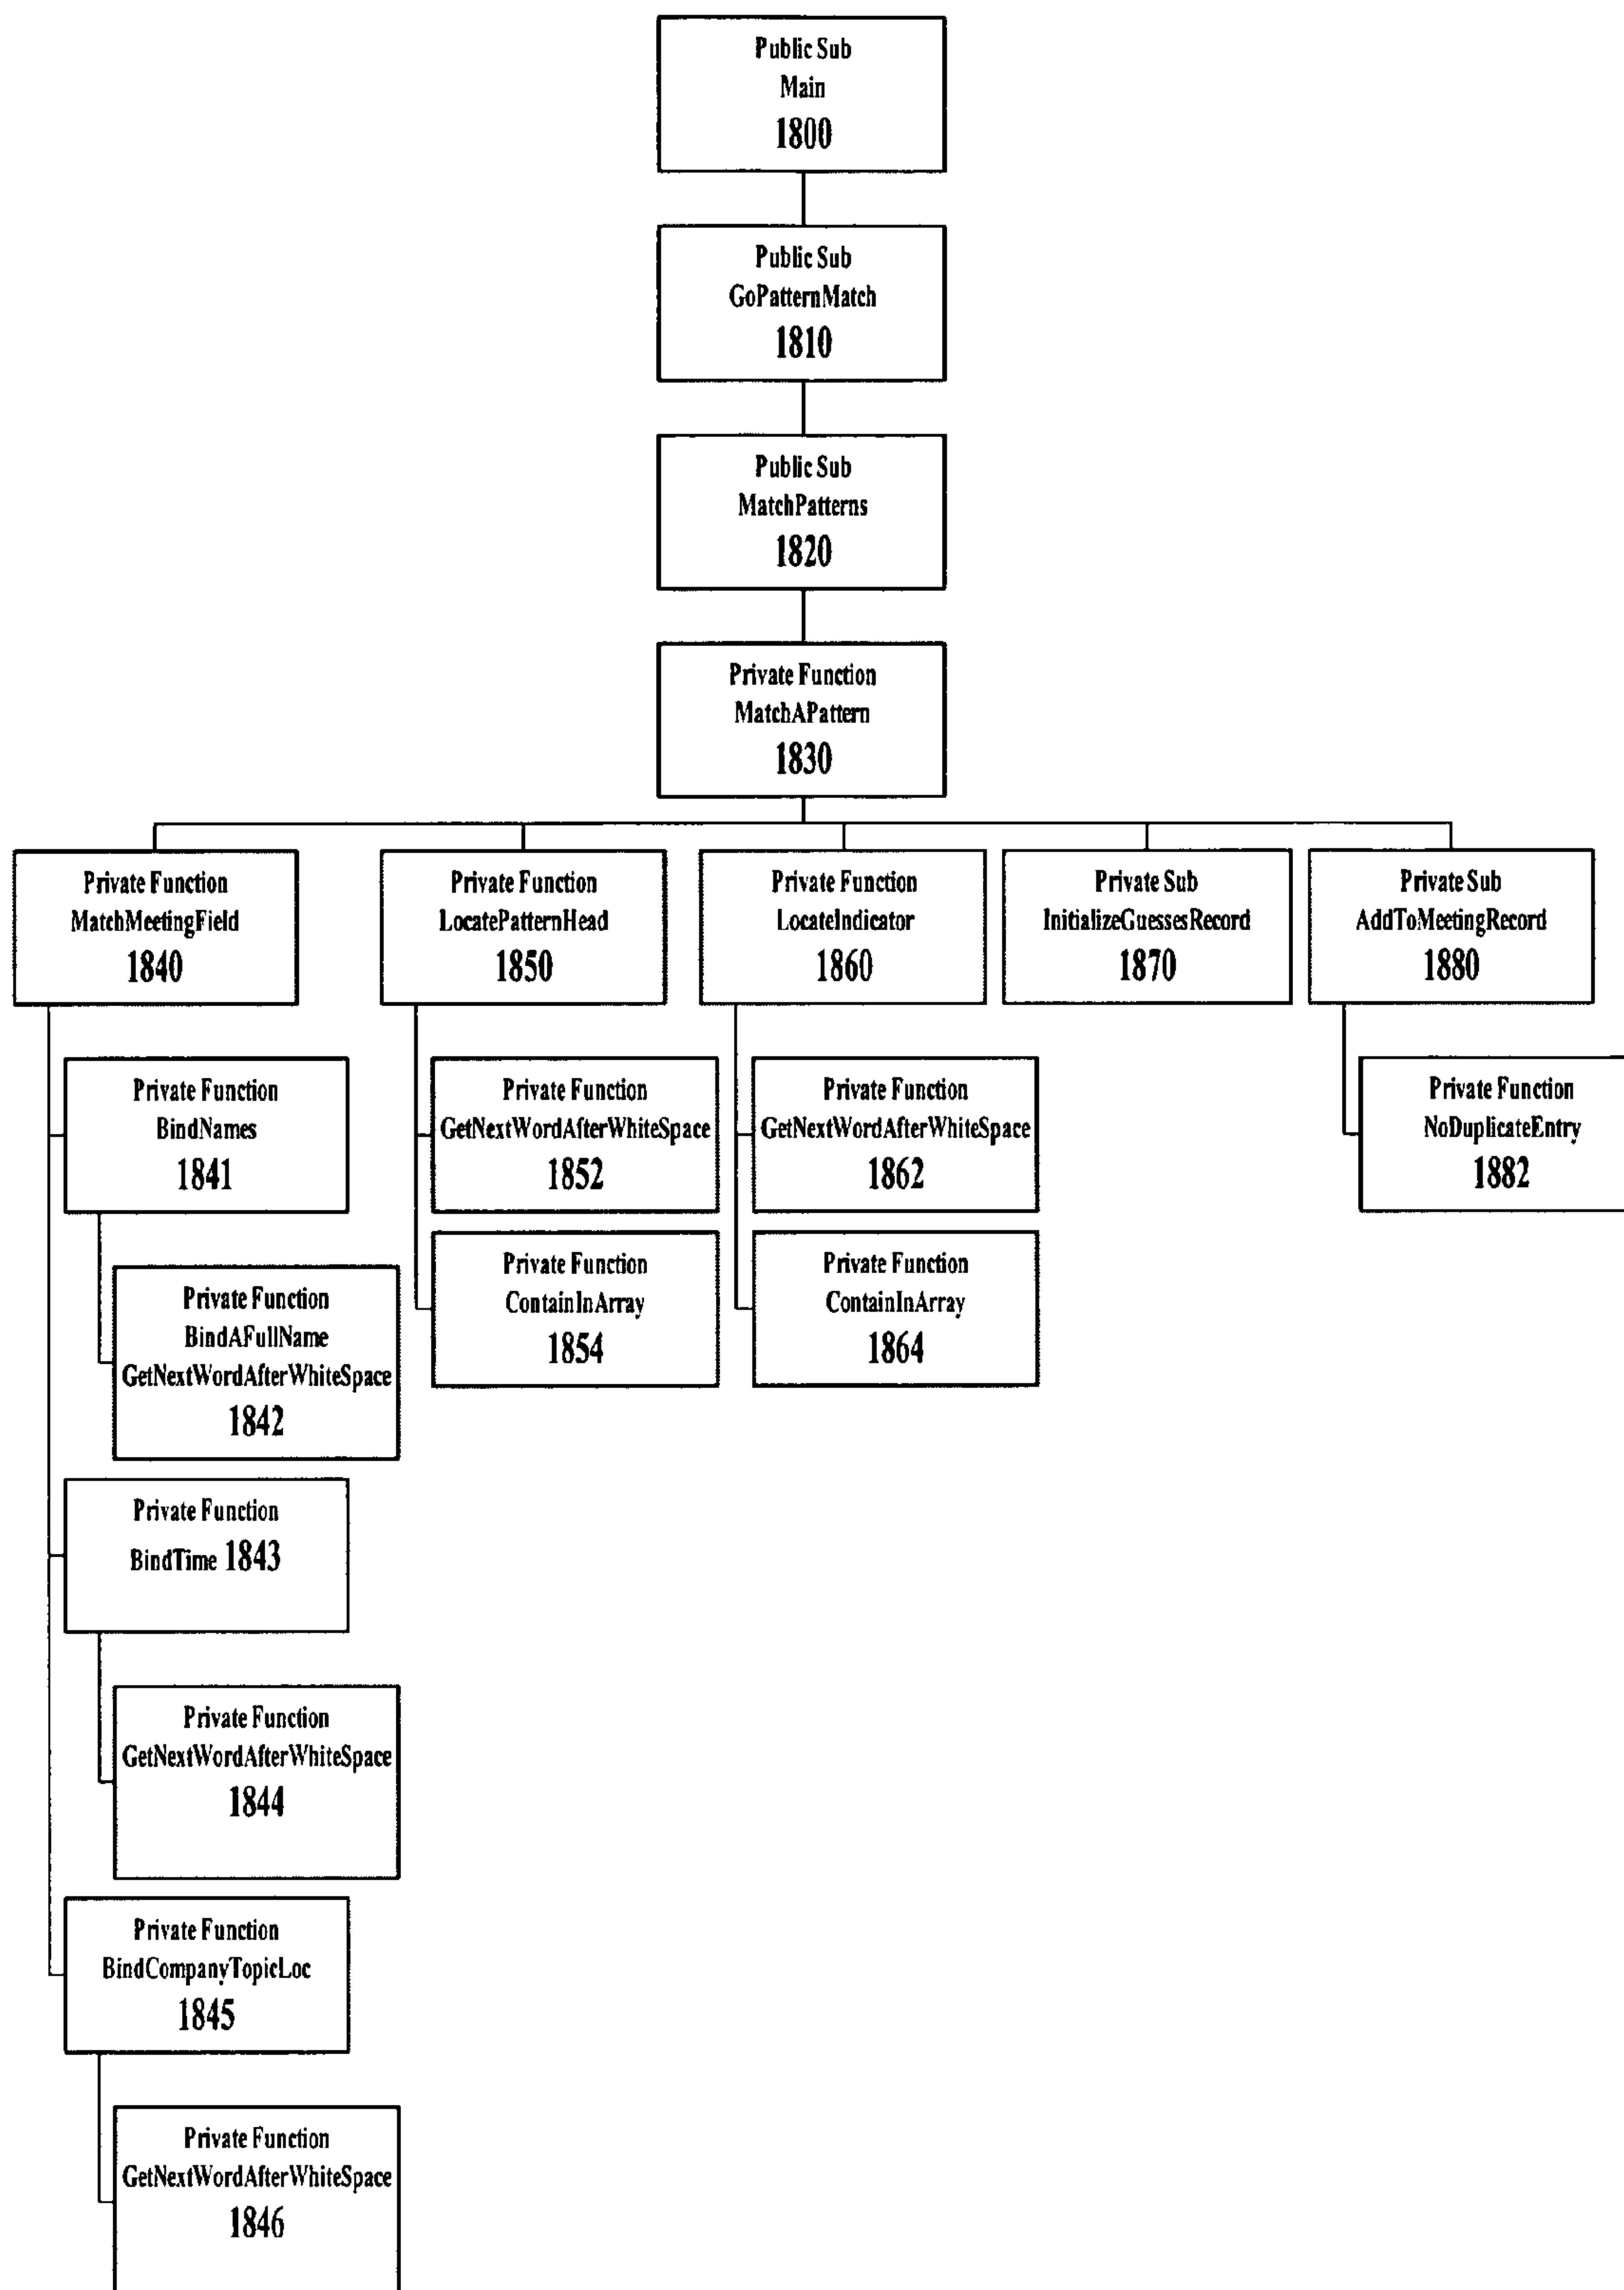 Public Sub
Main
1800
Public Sub
GoPatternMatch
1810
Public Sub
MatchPatterns
1820
Private Function
MatchAPattern
1830
Private Function
MatchMeetingField
1840
Private Function
LocatePatternHead
1850
Private Function
LocateIndicator
1860
Private Sub
InitializeGuessesRecord
1870
Private Sub
AddToMeetingRecord
1880
Private Function
BindNames
1841
Private Function
GetNextWordAfterWhiteSpace
1852
Private Function
GetNextWordAfterWhiteSpace
1862
Private Function
NoDuplicateEntry
1882
Private Function
ContainInArray
1854
Private Function
ContainInArray
1864
Private Function
BindAFullName
GetNextWordAfterWhiteSpace
1842
Private Function
BindTime 1843
Private Function
GetNextWordAfterWhiteSpace
1844
Private Function
BindCompanyTopicLoc
1845
Private Function
GetNextWordAfterWhiteSpace
1846